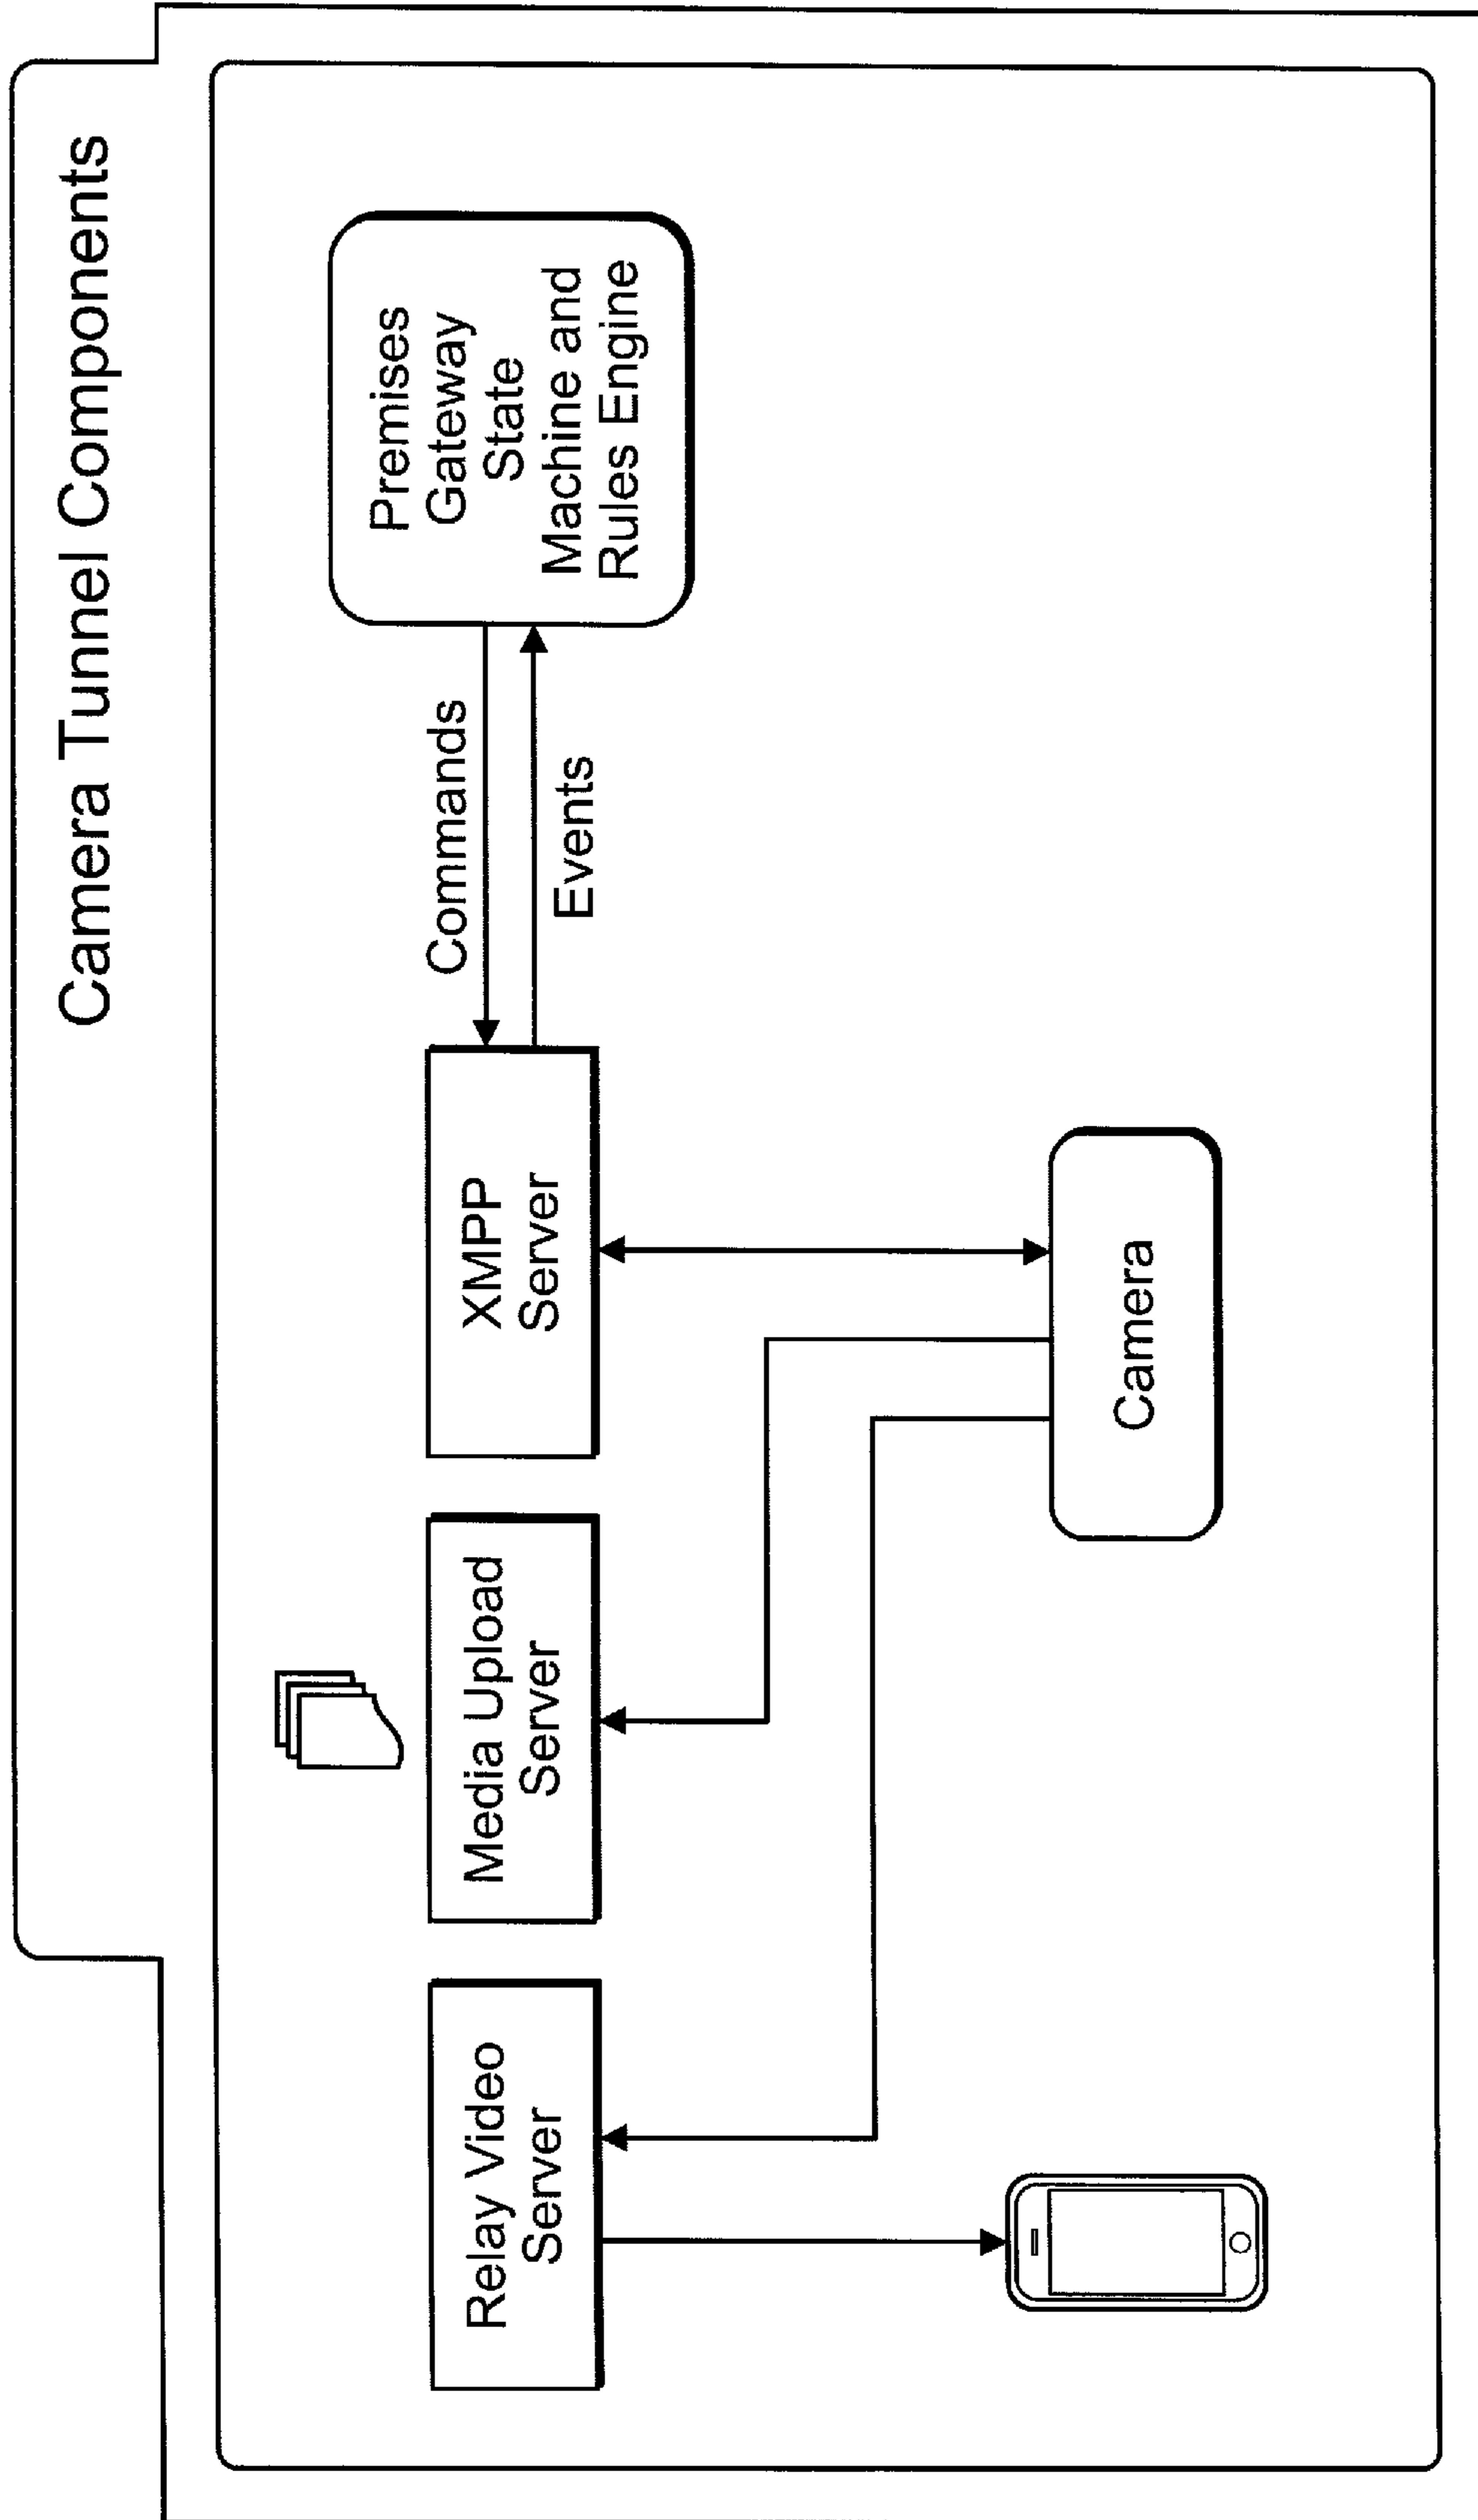 Camera Tunnel Components
Relay Video
Server
Media Upload
Server
XMPP
Server
Commands
Events
Premises
Gateway
State
Machine and
Rules Engine
Camera